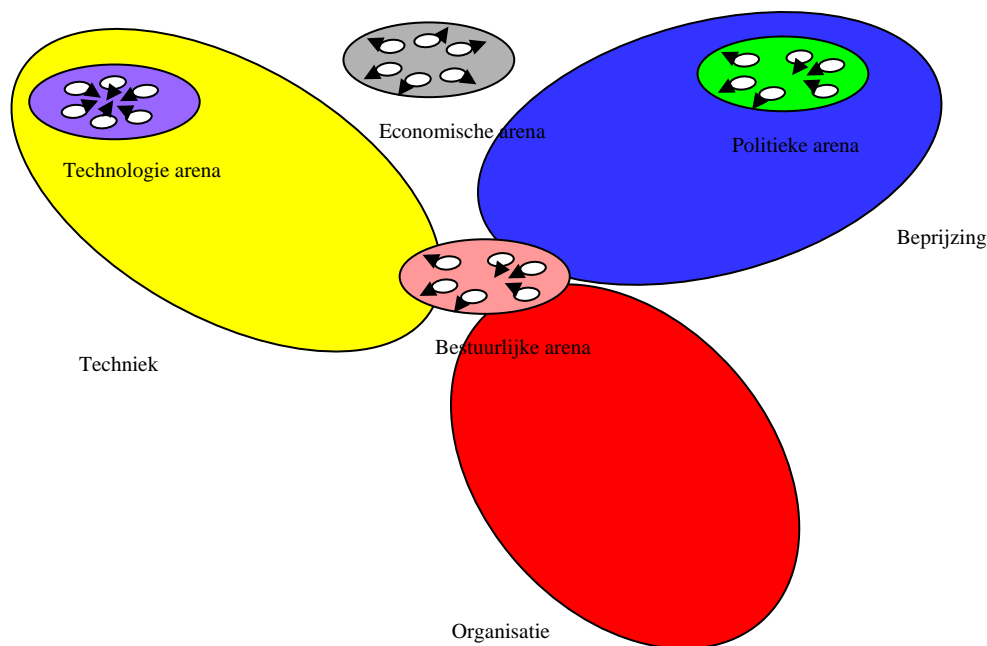 Economische arena
Politieke arena
Technologie arena
Beprijzing
Bestuurlijke arena
Techniek
Organisatie